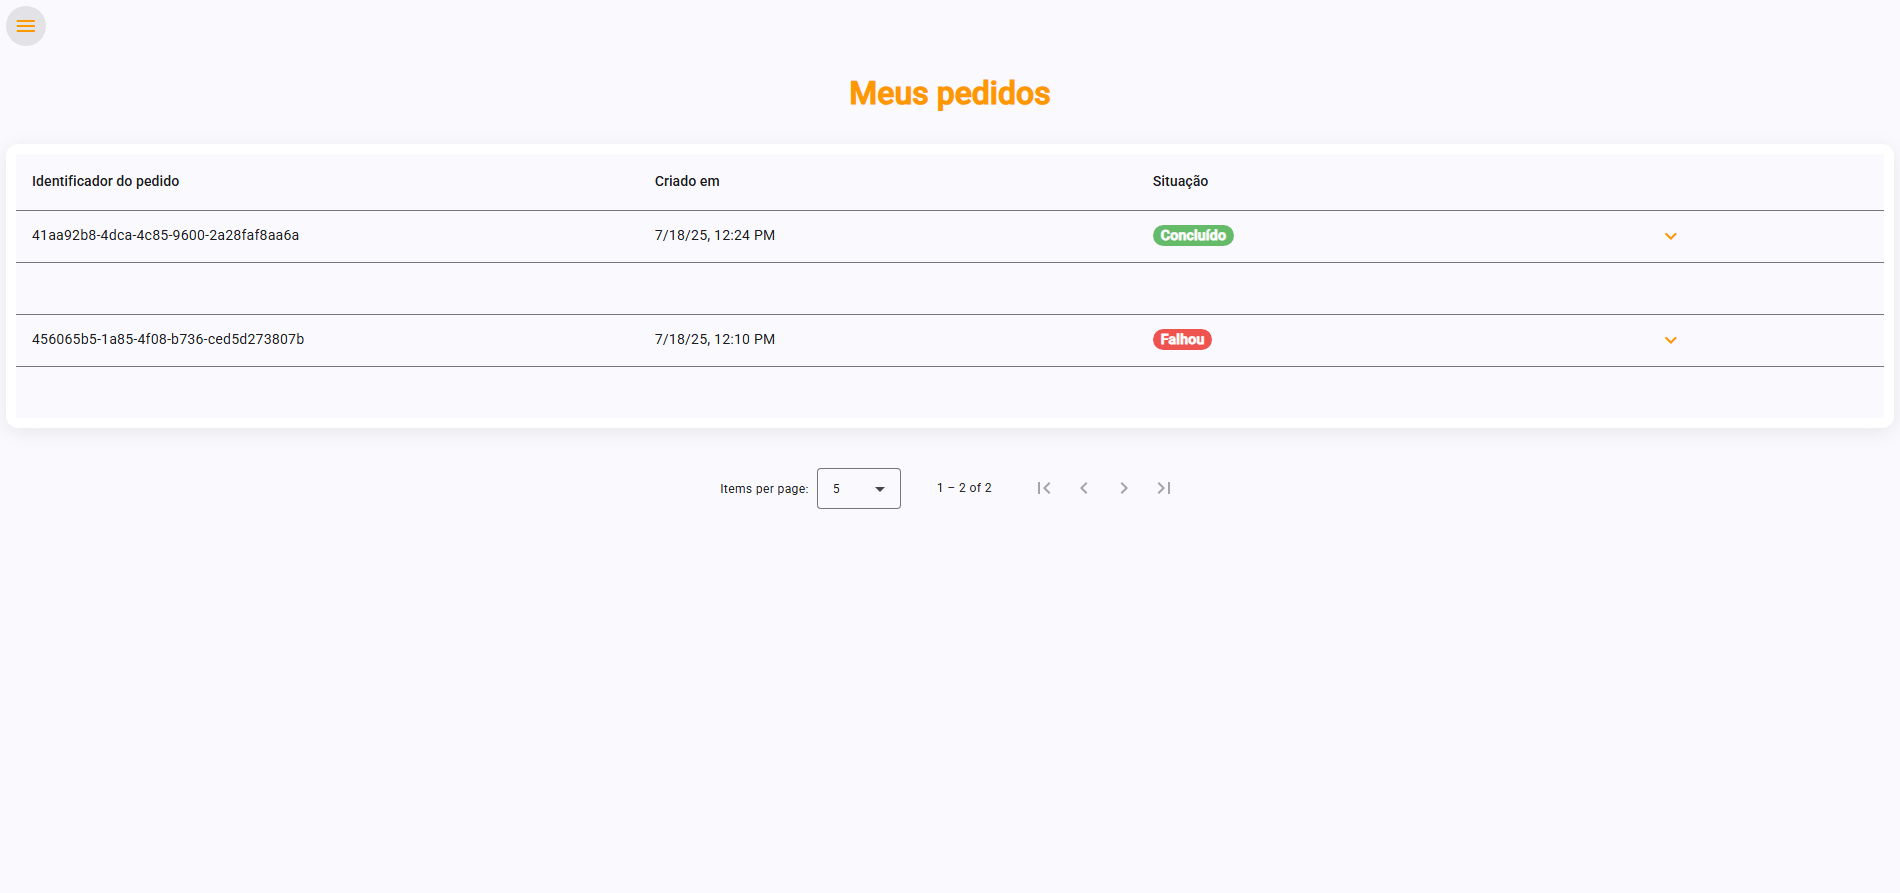 Meus pedidos
Identificador do pedido Criado em Situação
41aa92b8-4dca-4c85-9600-2a28faf8aa6a 7/18/25, 12:24 PM Concluído
456065b5-1a85-4f08-b736-ced5d273807b 7/18/25, 12:10 PM Falhou
Items per page: 5 1 – 2 of 2